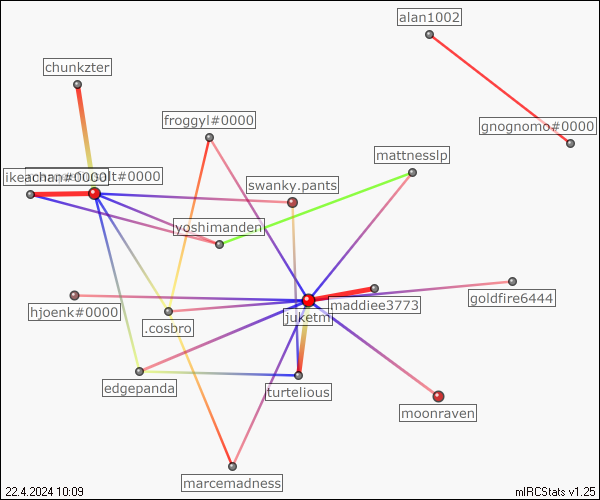 alan1002
chunkzter
froggyl#0000
gnognomo#0000
mattnesslp
ikeachan#0000
lt#0000
swanky.pants
yoshimanden
goldfire6444
maddiee3773
hjoenk#0000
juketm
.cosbro
edgepanda
turtelious
moonraven
marcemadness
22.4.2024 10:09
mIRCStats v1.25